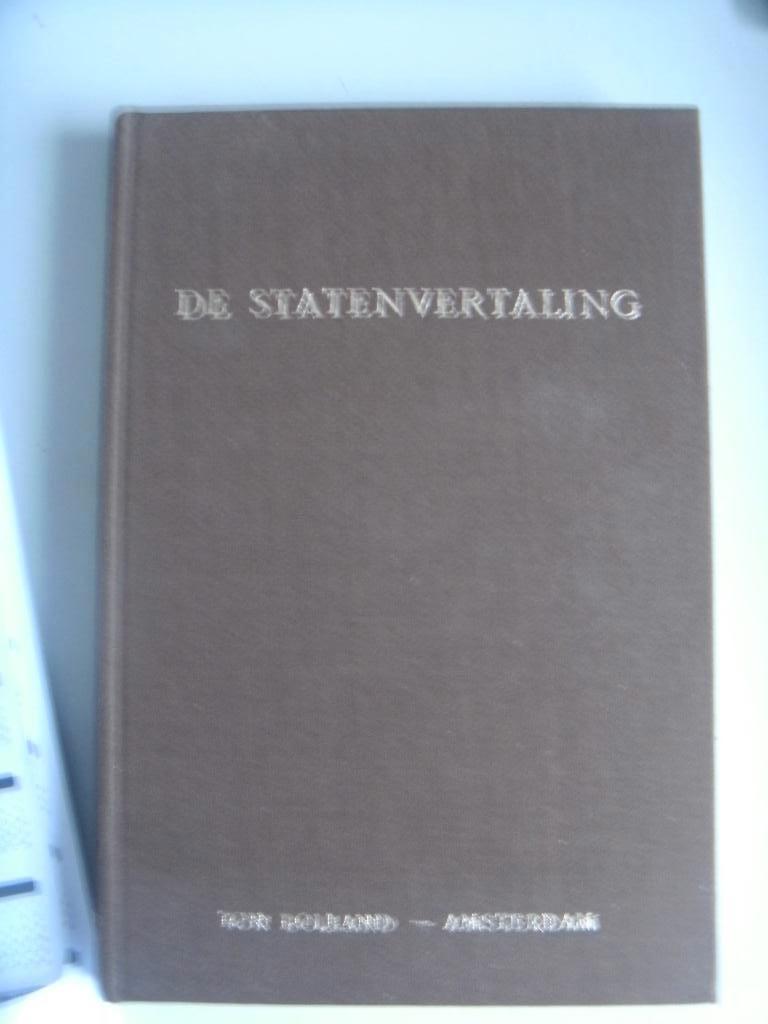 DE STATENVERTALING
TON BOLLAND — AMSTERDAM